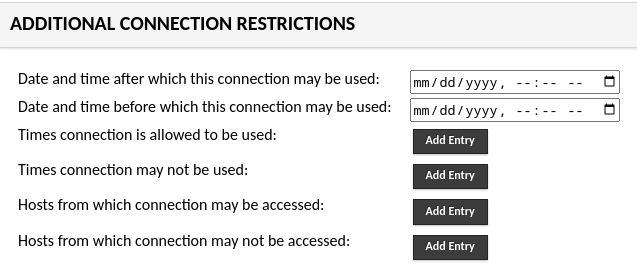 ADDITIONAL CONNECTION RESTRICTIONS
Date and time after which this connection may be used: mm/dd/yyyy, --:-- --
Date and time before which this connection may be used: mm/dd/yyyy, --:-- --
Times connection is allowed to be used: Add Entry
Times connection may not be used: Add Entry
Hosts from which connection may be accessed: Add Entry
Hosts from which connection may not be accessed: Add Entry